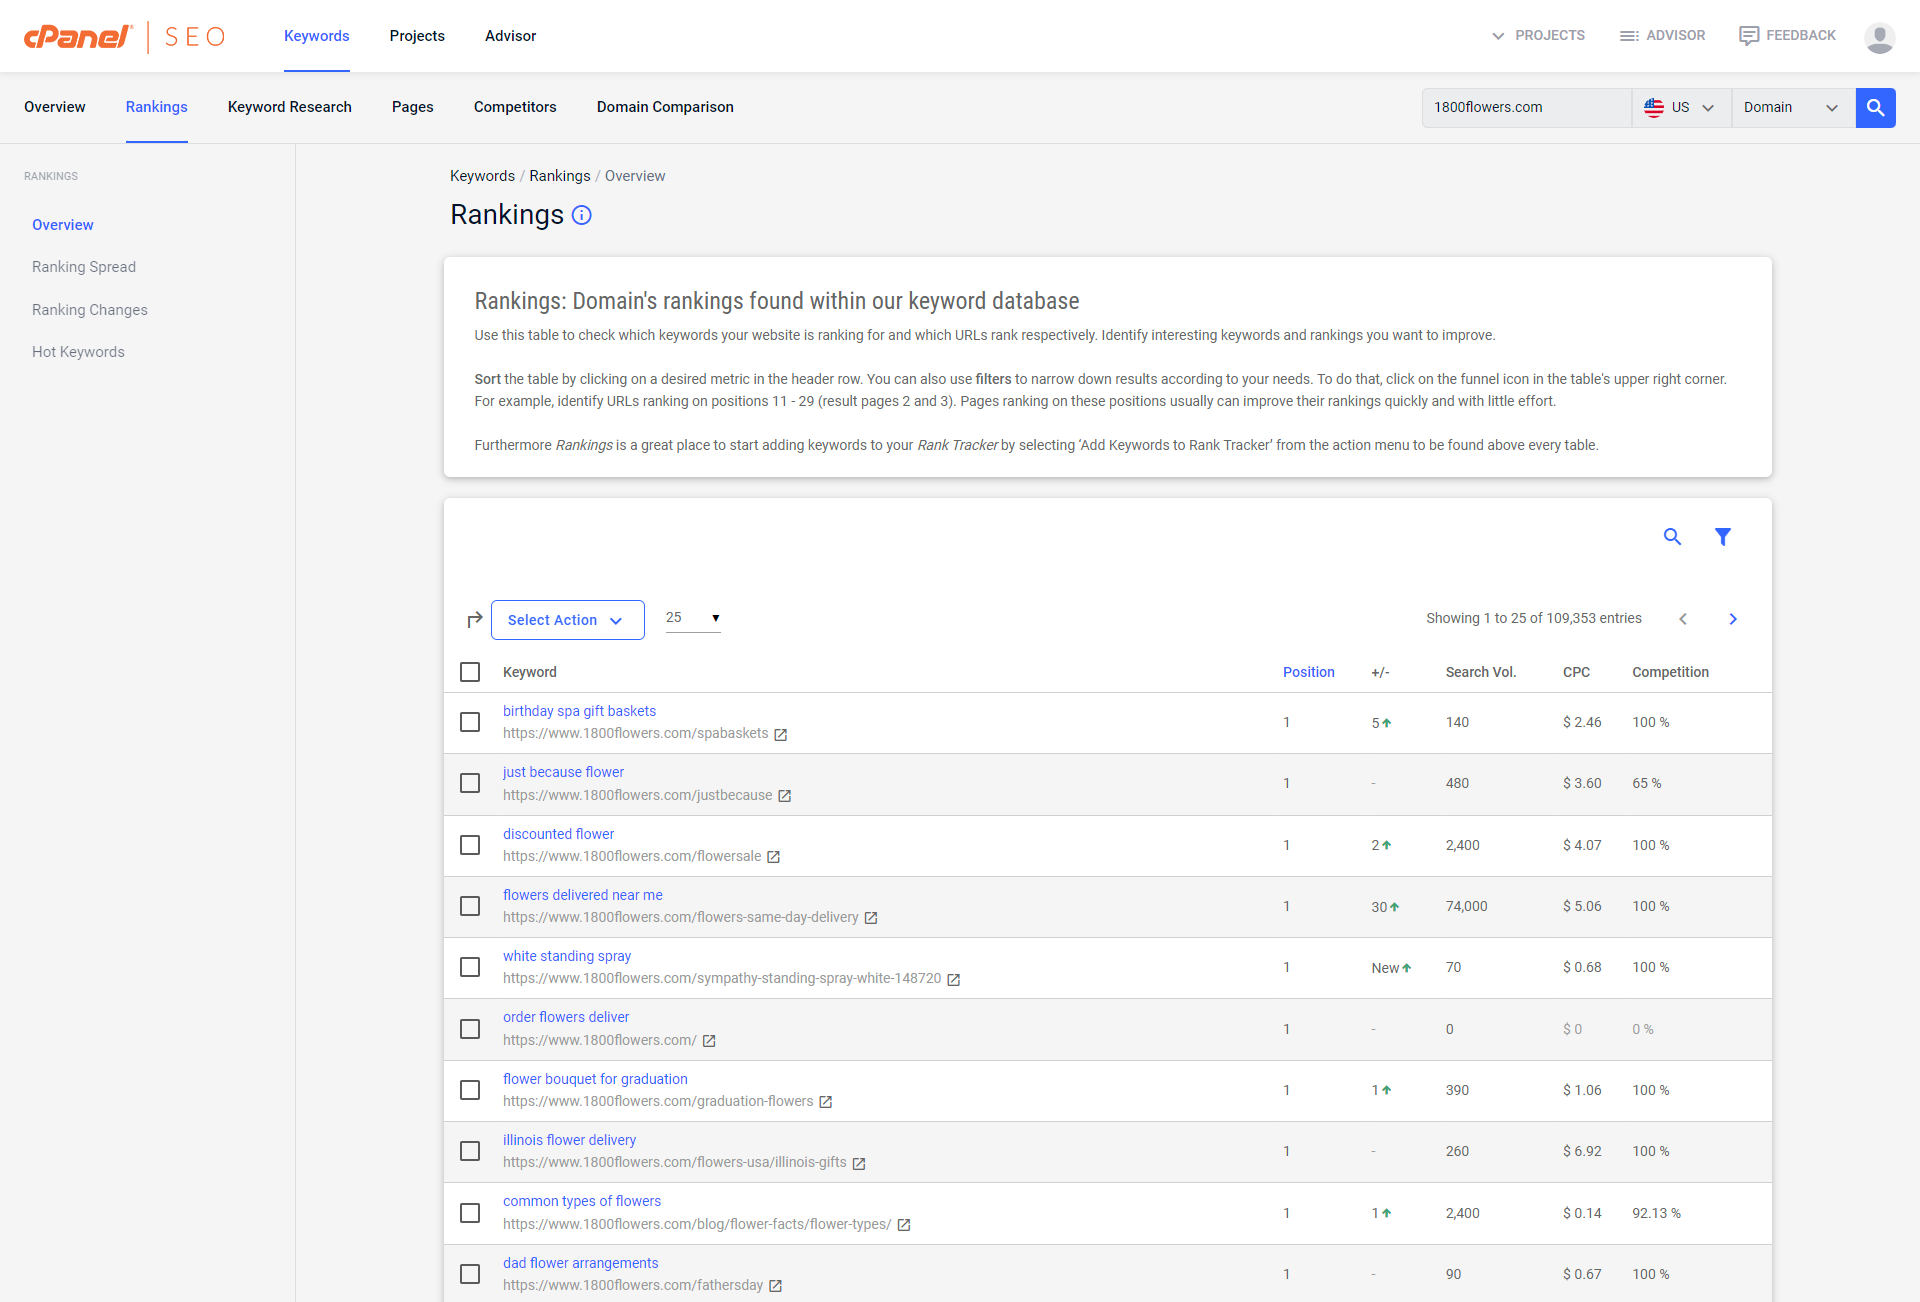 cPanel® | SEO
Keywords
Projects
Advisor
PROJECTS
ADVISOR
FEEDBACK
Overview
Rankings
Keyword Research
Pages
Competitors
Domain Comparison
1800flowers.com
US
Domain
RANKINGS
Overview
Ranking Spread
Ranking Changes
Hot Keywords
Keywords / Rankings / Overview
Rankings
Rankings: Domain's rankings found within our keyword database
Use this table to check which keywords your website is ranking for and which URLs rank respectively. Identify interesting keywords and rankings you want to improve.
Sort the table by clicking on a desired metric in the header row. You can also use filters to narrow down results according to your needs. To do that, click on the funnel icon in the table's upper right corner.
For example, identify URLs ranking on positions 11 - 29 (result pages 2 and 3). Pages ranking on these positions usually can improve their rankings quickly and with little effort.
Furthermore Rankings is a great place to start adding keywords to your Rank Tracker by selecting ‘Add Keywords to Rank Tracker’ from the action menu to be found above every table.
Select Action
25
Showing 1 to 25 of 109,353 entries
Keyword Position +/- Search Vol. CPC Competition
birthday spa gift baskets
https://www.1800flowers.com/spabaskets
1 5 140 $ 2.46 100 %
just because flower
https://www.1800flowers.com/justbecause
1 - 480 $ 3.60 65 %
discounted flower
https://www.1800flowers.com/flowersale
1 2 2,400 $ 4.07 100 %
flowers delivered near me
https://www.1800flowers.com/flowers-same-day-delivery
1 30 74,000 $ 5.06 100 %
white standing spray
https://www.1800flowers.com/sympathy-standing-spray-white-148720
1 New 70 $ 0.68 100 %
order flowers deliver
https://www.1800flowers.com/
1 - 0 $ 0 0 %
flower bouquet for graduation
https://www.1800flowers.com/graduation-flowers
1 1 390 $ 1.06 100 %
illinois flower delivery
https://www.1800flowers.com/flowers-usa/illinois-gifts
1 - 260 $ 6.92 100 %
common types of flowers
https://www.1800flowers.com/blog/flower-facts/flower-types/
1 1 2,400 $ 0.14 92.13 %
dad flower arrangements
https://www.1800flowers.com/fathersday
1 - 90 $ 0.67 100 %